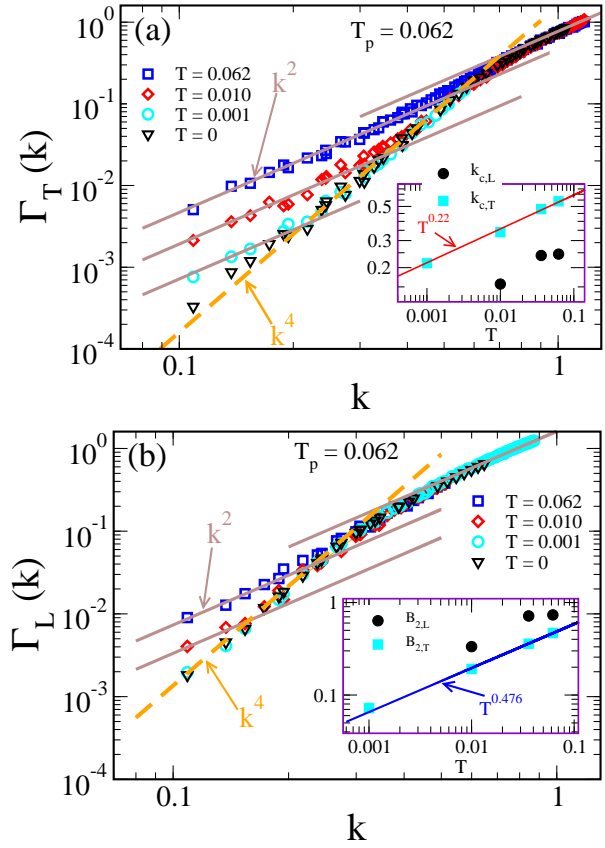 (a)
T_p = 0.062
Γ_T (k)
10^0
10^-1
10^-2
10^-3
10^-4
T = 0.062
T = 0.010
T = 0.001
T = 0
k^2
k^4
k_c,L
k_c,T
T^0.22
0.5
0.3
0.2
0.001 0.01 0.1
T
0.1 1
k
(b)
T_p = 0.062
Γ_L (k)
10^0
10^-1
10^-2
10^-3
10^-4
T = 0.062
T = 0.010
T = 0.001
T = 0
k^2
k^4
B_2,L
B_2,T
T^0.476
1
0.1
0.001 0.01 0.1
T
0.1 1
k